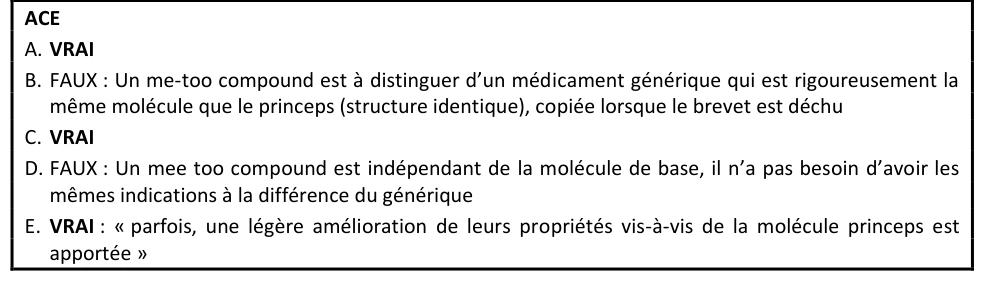 ACE
A. VRAI
B. FAUX : Un me-too compound est à distinguer d’un médicament générique qui est rigoureusement la
même molécule que le princeps (structure identique), copiée lorsque le brevet est déchu
C. VRAI
D. FAUX : Un mee too compound est indépendant de la molécule de base, il n’a pas besoin d’avoir les
mêmes indications à la différence du générique
E. VRAI : « parfois, une légère amélioration de leurs propriétés vis-à-vis de la molécule princeps est
apportée »